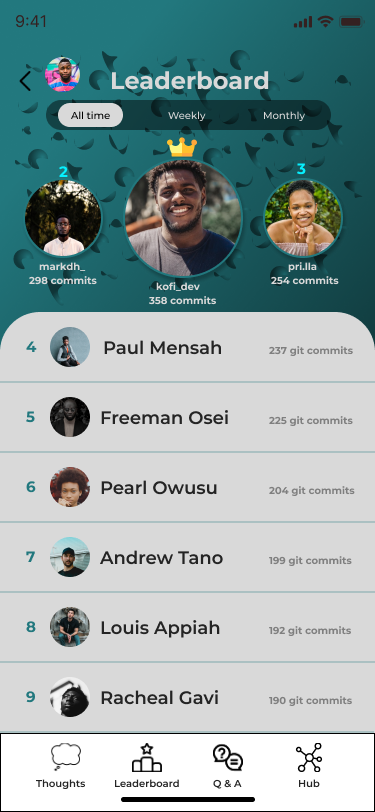 9:41
Leaderboard
All time Weekly Monthly
2
3
markdh_
298 commits
kofi_dev
358 commits
pri.lla
254 commits
4 Paul Mensah 237 git commits
5 Freeman Osei 225 git commits
6 Pearl Owusu 204 git commits
7 Andrew Tano 199 git commits
8 Louis Appiah 192 git commits
9 Racheal Gavi 190 git commits
Thoughts Leaderboard Q & A Hub